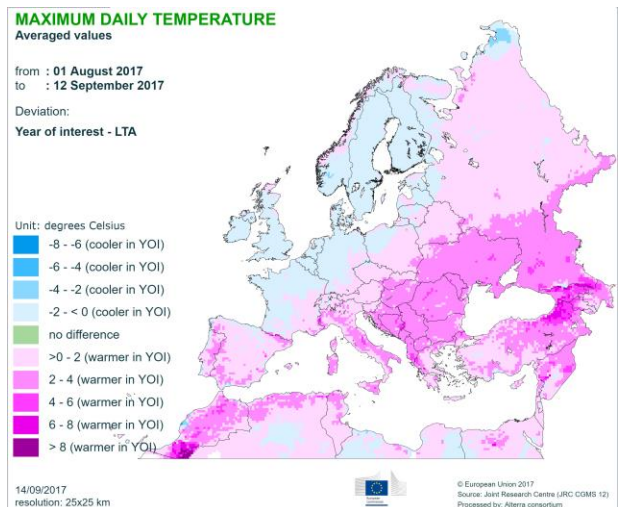 MAXIMUM DAILY TEMPERATURE
Averaged values
from : 01 August 2017
to : 12 September 2017
Deviation:
Year of interest - LTA
Unit: degrees Celsius
-8 - -6 (cooler in YOI)
-6 - -4 (cooler in YOI)
-4 - -2 (cooler in YOI)
-2 - < 0 (cooler in YOI)
no difference
>0 - 2 (warmer in YOI)
2 - 4 (warmer in YOI)
4 - 6 (warmer in YOI)
6 - 8 (warmer in YOI)
> 8 (warmer in YOI)
14/09/2017
resolution: 25x25 km
© European Union 2017
Source: Joint Research Centre (JRC CGMS 12)
Processed by: Alterra consortium